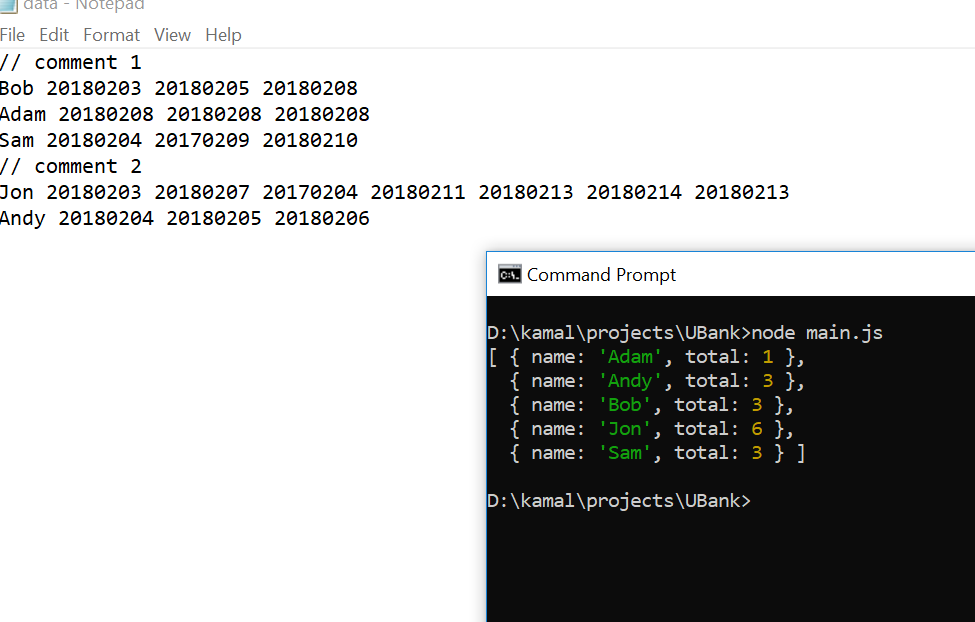 data - Notepad
File Edit Format View Help
// comment 1
Bob 20180203 20180205 20180208
Adam 20180208 20180208 20180208
Sam 20180204 20170209 20180210
// comment 2
Jon 20180203 20180207 20170204 20180211 20180213 20180214 20180213
Andy 20180204 20180205 20180206
C:\.
Command Prompt
D:\kamal\projects\UBank>node main.js
[ { name: 'Adam', total: 1 },
  { name: 'Andy', total: 3 },
  { name: 'Bob', total: 3 },
  { name: 'Jon', total: 6 },
  { name: 'Sam', total: 3 } ]
D:\kamal\projects\UBank>